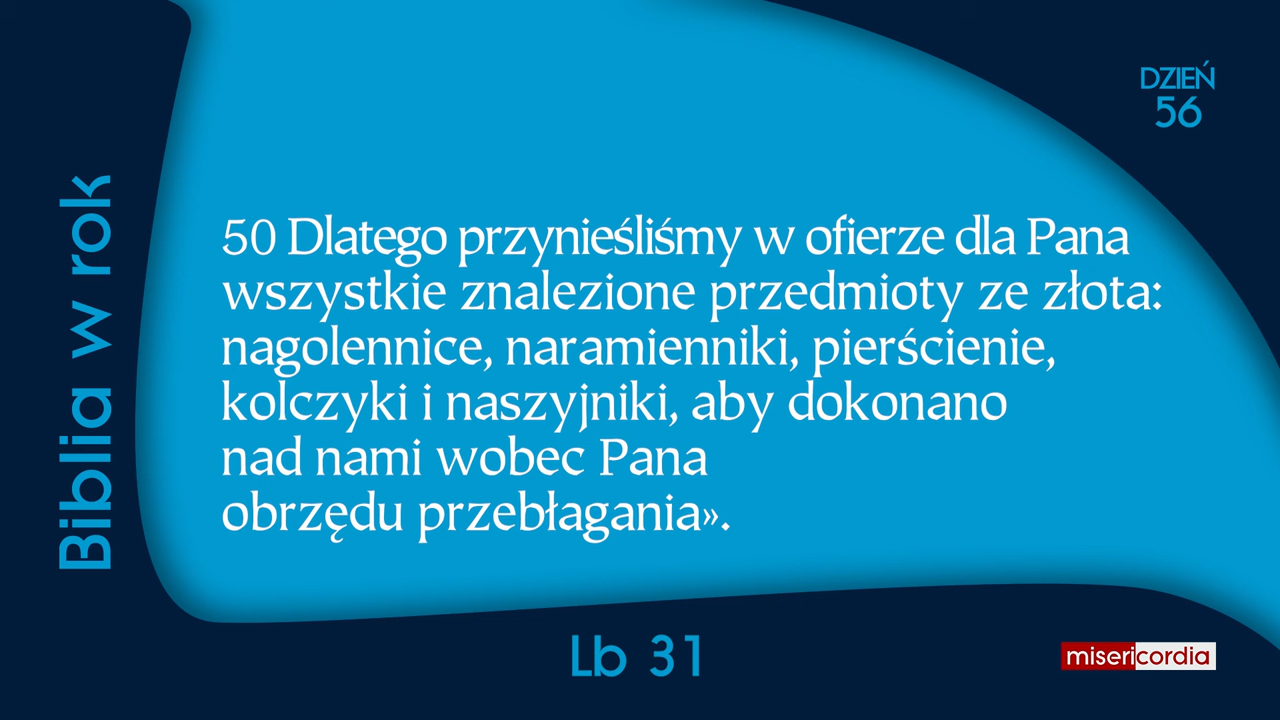 DZIEŃ
56
Biblia w rok
50 Dlatego przynieśliśmy w ofierze dla Pana
wszystkie znalezione przedmioty ze złota:
nagolennice, naramienniki, pierścienie,
kolczyki i naszyjniki, aby dokonano
nad nami wobec Pana
obrzędu przebłagania».
Lb 31
misericordia